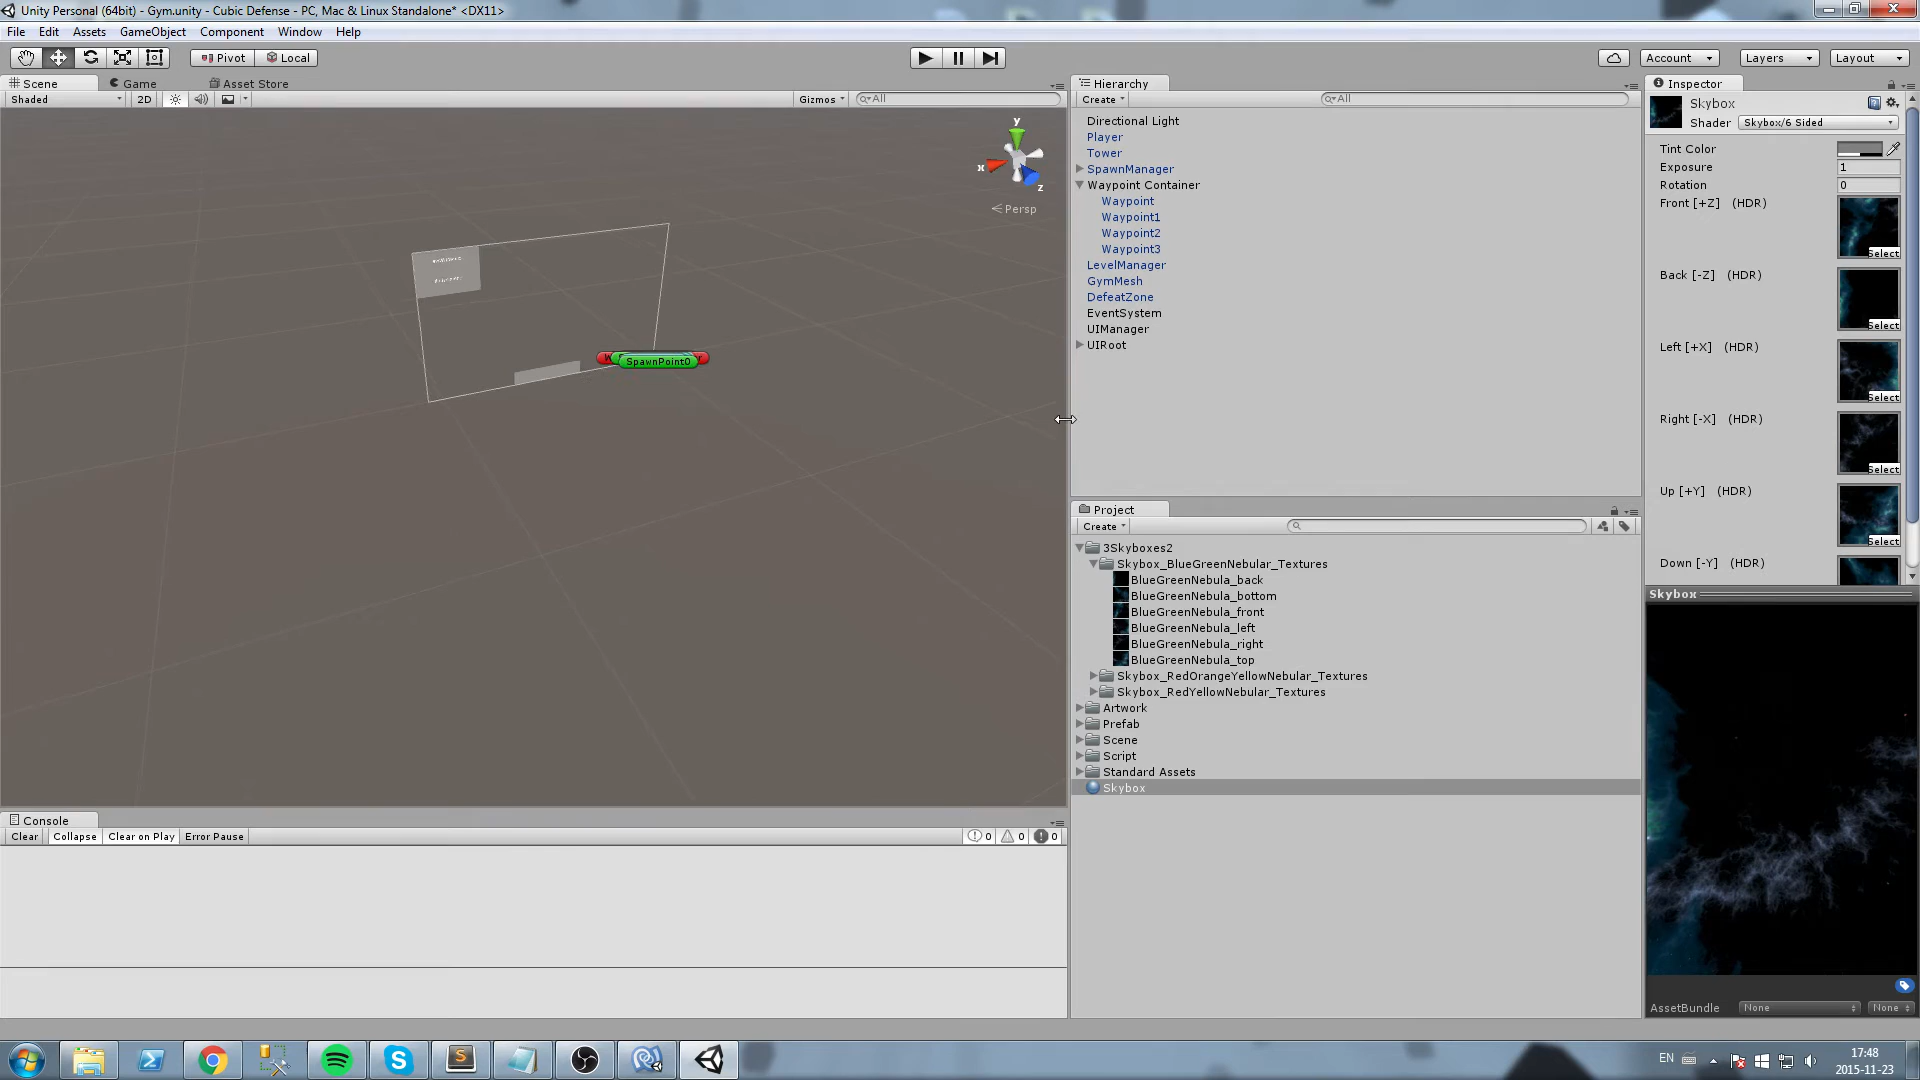 Unity Personal (64bit) - Gym.unity - Cubic Defense - PC, Mac & Linux Standalone* <DX11>
File Edit Assets GameObject Component Window Help
Pivot Local Account Layers Layout
Scene Game Asset Store
Shaded 2D Gizmos All
y
x
z
Persp
SpawnPoint0
Hierarchy
Create All
Directional Light
Player
Tower
SpawnManager
Waypoint Container
Waypoint
Waypoint1
Waypoint2
Waypoint3
LevelManager
GymMesh
DefeatZone
EventSystem
UIManager
UIRoot
Project
Create
3Skyboxes2
Skybox_BlueGreenNebular_Textures
BlueGreenNebula_back
BlueGreenNebula_bottom
BlueGreenNebula_front
BlueGreenNebula_left
BlueGreenNebula_right
BlueGreenNebula_top
Skybox_RedOrangeYellowNebular_Textures
Skybox_RedYellowNebular_Textures
Artwork
Prefab
Scene
Script
Standard Assets
Skybox
Inspector
Skybox
Shader Skybox/6 Sided
Tint Color
Exposure 1
Rotation 0
Front [+Z] (HDR)
Select
Back [-Z] (HDR)
Select
Left [+X] (HDR)
Select
Right [-X] (HDR)
Select
Up [+Y] (HDR)
Select
Down [-Y] (HDR)
Skybox
AssetBundle None None
Console
Clear Collapse Clear on Play Error Pause 0 0 0
EN 17:48
2015-11-23